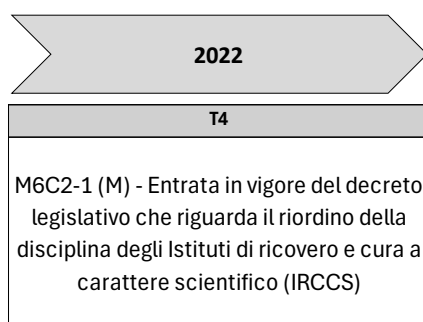 2022
T4
M6C2-1 (M) - Entrata in vigore del decreto
legislativo che riguarda il riordino della
disciplina degli Istituti di ricovero e cura a
carattere scientifico (IRCCS)